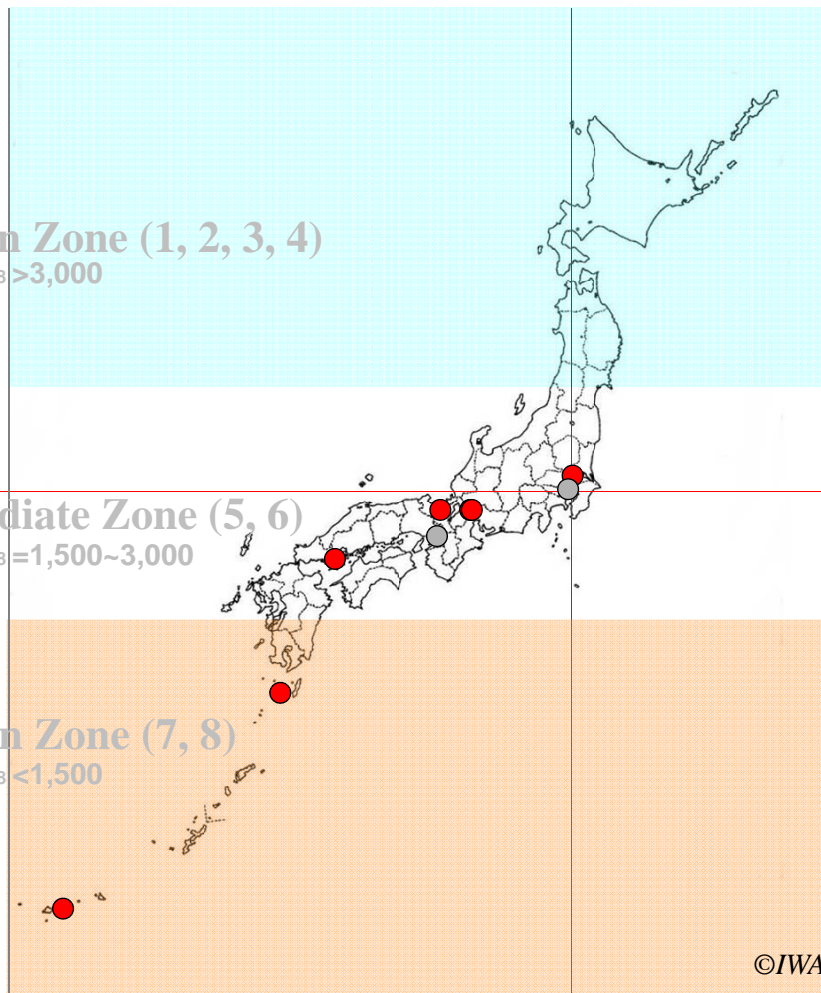 n Zone (1, 2, 3, 4)
>3,000
diate Zone (5, 6)
=1,500~3,000
n Zone (7, 8)
<1,500
©IWA